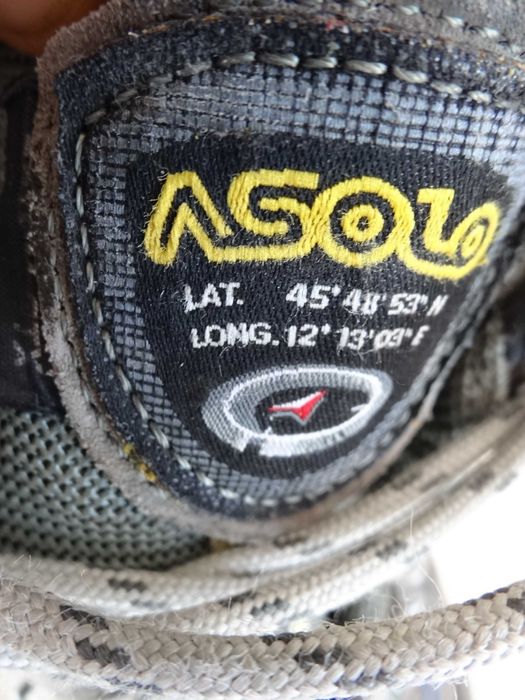 ASOLO
LAT. 45° 48' 53" N
LONG. 12° 13' 03" E